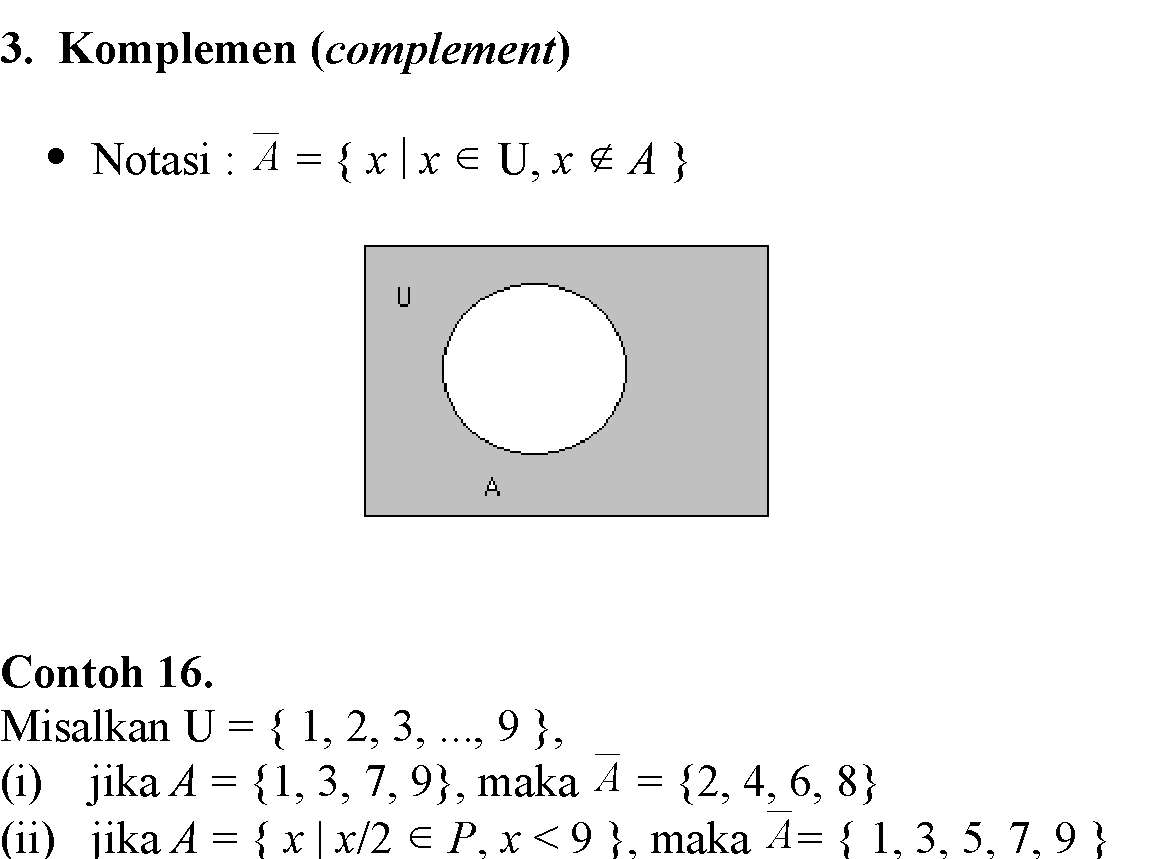 3. Komplemen (complement)
• Notasi : A̅ = { x | x ∈ U, x ∉ A }
U
A
Contoh 16.
Misalkan U = { 1, 2, 3, ..., 9 },
(i) jika A = {1, 3, 7, 9}, maka A̅ = {2, 4, 6, 8}
(ii) jika A = { x | x/2 ∈ P, x < 9 }, maka A̅= { 1, 3, 5, 7, 9 }